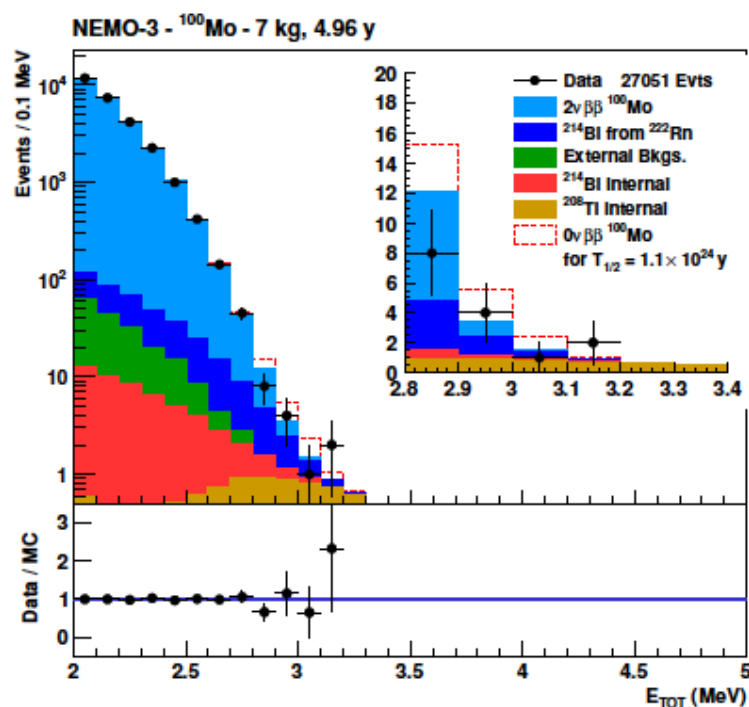 NEMO-3 - ¹⁰⁰Mo - 7 kg, 4.96 y
Events / 0.1 MeV
10⁴
10³
10²
10
1
20
18
16
14
12
10
8
6
4
2
0
2.8 2.9 3 3.1 3.2 3.3 3.4
Data 27051 Evts
2νββ ¹⁰⁰Mo
²¹⁴BI from ²²²Rn
External Bkgs.
²¹⁴BI Internal
²⁰⁸Tl Internal
0νββ ¹⁰⁰Mo
for T1/2 = 1.1 × 10²⁴ y
Data / MC
3
2
1
0
2 2.5 3 3.5 4 4.5 5
E_TOT (MeV)